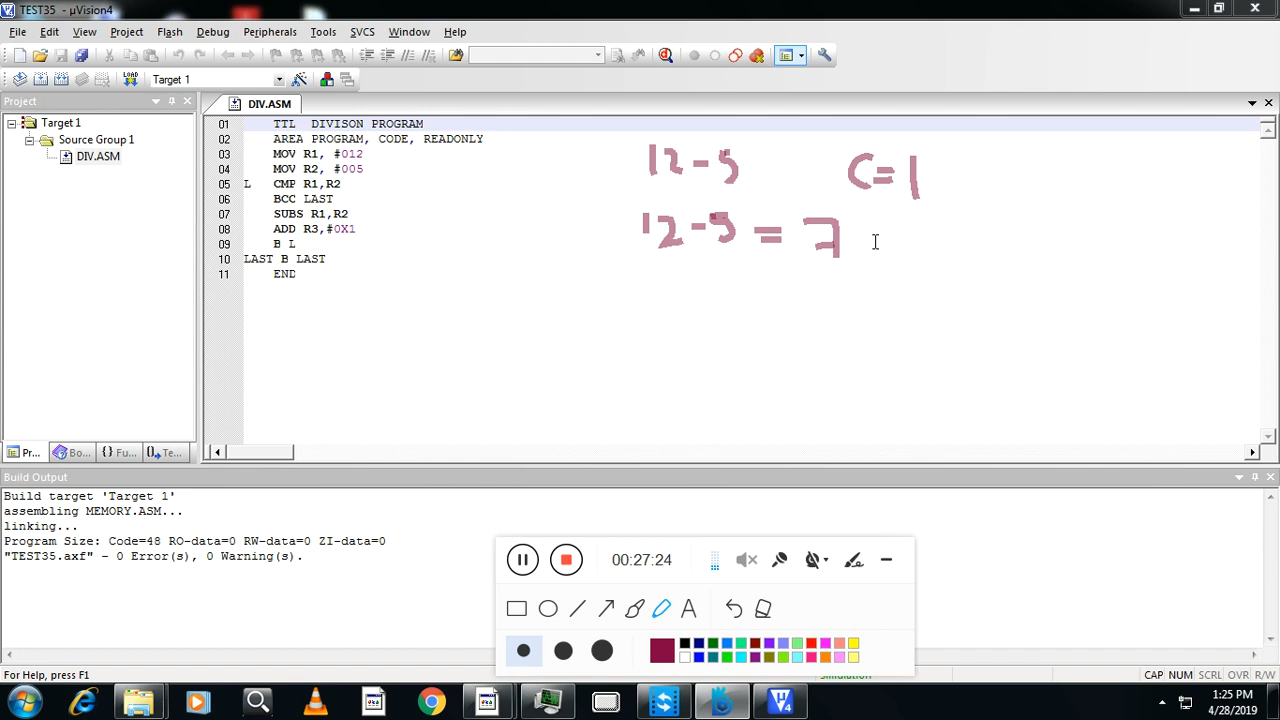 TEST35 - µVision4
File Edit View Project Flash Debug Peripherals Tools SVCS Window Help
Target 1
Project
DIV.ASM
Target 1
Source Group 1
DIV.ASM
01 TTL DIVISON PROGRAM
02 AREA PROGRAM, CODE, READONLY
03 MOV R1, #012
04 MOV R2, #005
05 L CMP R1,R2
06 BCC LAST
07 SUBS R1,R2
08 ADD R3,#0X1
09 B L
10 LAST B LAST
11 END
12-5 C=1
12-5 = 7
Pr... Bo... {} Fu... Te...
Build Output
Build target 'Target 1'
assembling MEMORY.ASM...
linking...
Program Size: Code=48 RO-data=0 RW-data=0 ZI-data=0
"TEST35.axf" - 0 Error(s), 0 Warning(s).
00:27:24
A
For Help, press F1 Simulation CAP NUM SCRL OVR R/W
1:25 PM
4/28/2019